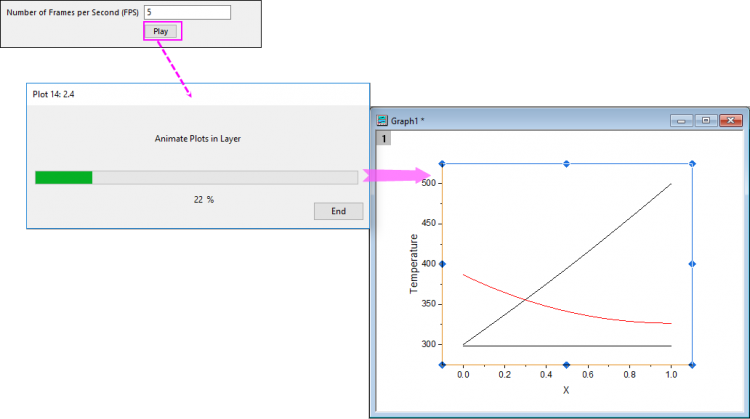 Number of Frames per Second (FPS) 5
Play
Plot 14: 2.4
Animate Plots in Layer
22 %
End
Graph1 *
1
500
450
400
350
300
Temperature
0.0 0.2 0.4 0.6 0.8 1.0
X